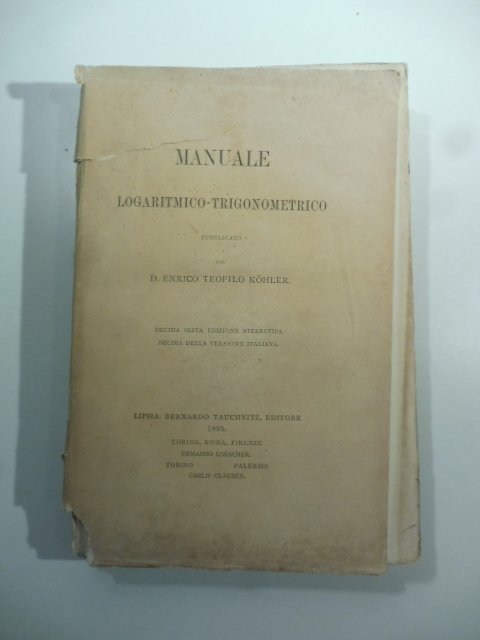 MANUALE
LOGARITMICO-TRIGONOMETRICO
PUBBLICATO
DAL
D. ENRICO TEOFILO KÖHLER.
DECIMA SESTA EDIZIONE STEREOTIPA
DECIMA DELLA VERSIONE ITALIANA.
LIPSIA: BERNARDO TAUCHNITZ, EDITORE
1895.
TORINO, ROMA, FIRENZE
ERMANNO LOESCHER.
TORINO PALERMO
CARLO CLAUSEN.